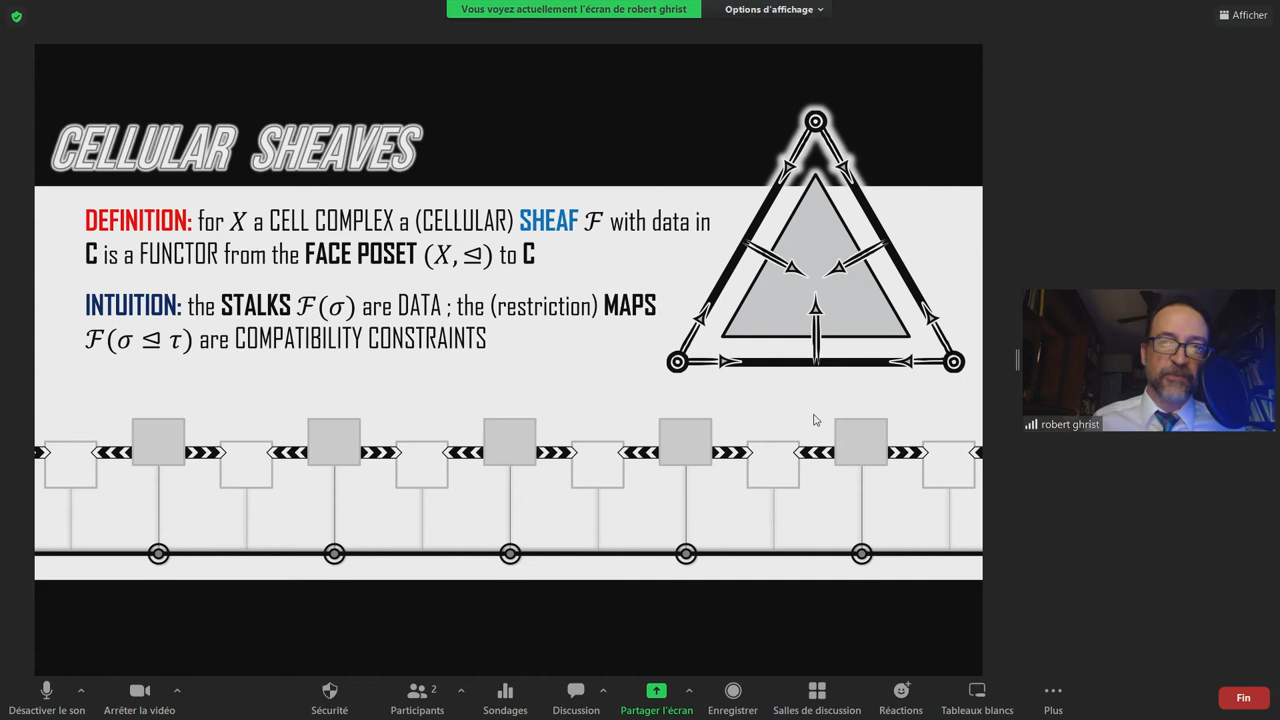 Vous voyez actuellement l'écran de robert ghrist
Options d'affichage
Afficher
CELLULAR SHEAVES
DEFINITION: for X a CELL COMPLEX a (CELLULAR) SHEAF ℱ with data in
C is a FUNCTOR from the FACE POSET (X, ⊴) to C
INTUITION: the STALKS ℱ(σ) are DATA ; the (restriction) MAPS
ℱ(σ ⊴ τ) are COMPATIBILITY CONSTRAINTS
robert ghrist
Désactiver le son
Arrêter la vidéo
Sécurité
Participants
2
Sondages
Discussion
Partager l'écran
Enregistrer
Salles de discussion
Réactions
Tableaux blancs
Plus
Fin